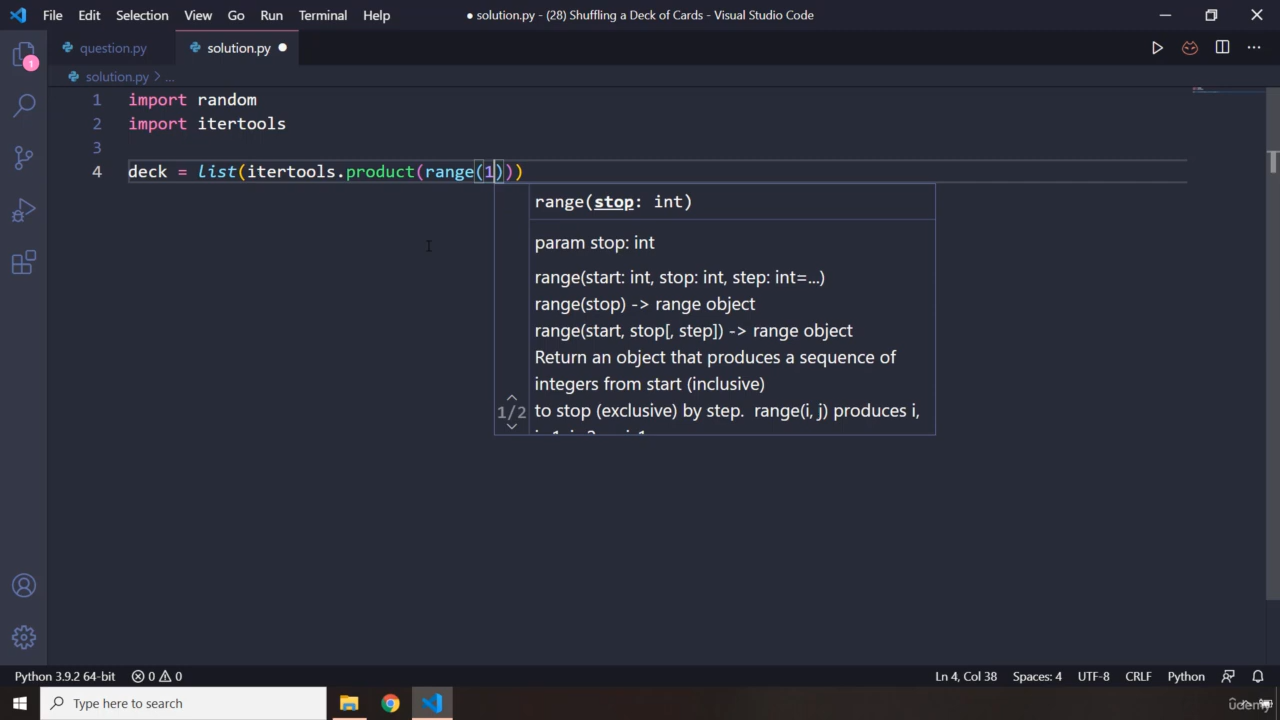 File Edit Selection View Go Run Terminal Help
● solution.py - (28) Shuffling a Deck of Cards - Visual Studio Code
question.py
solution.py ●
solution.py > ...
1 import random
2 import itertools
3
4 deck = list(itertools.product(range(1)))
range(stop: int)
param stop: int
range(start: int, stop: int, step: int=...)
range(stop) -> range object
range(start, stop[, step]) -> range object
Return an object that produces a sequence of
integers from start (inclusive)
1/2
to stop (exclusive) by step. range(i, j) produces i,
1
Python 3.9.2 64-bit
0 0
Ln 4, Col 38
Spaces: 4
UTF-8
CRLF
Python
Type here to search
udemy